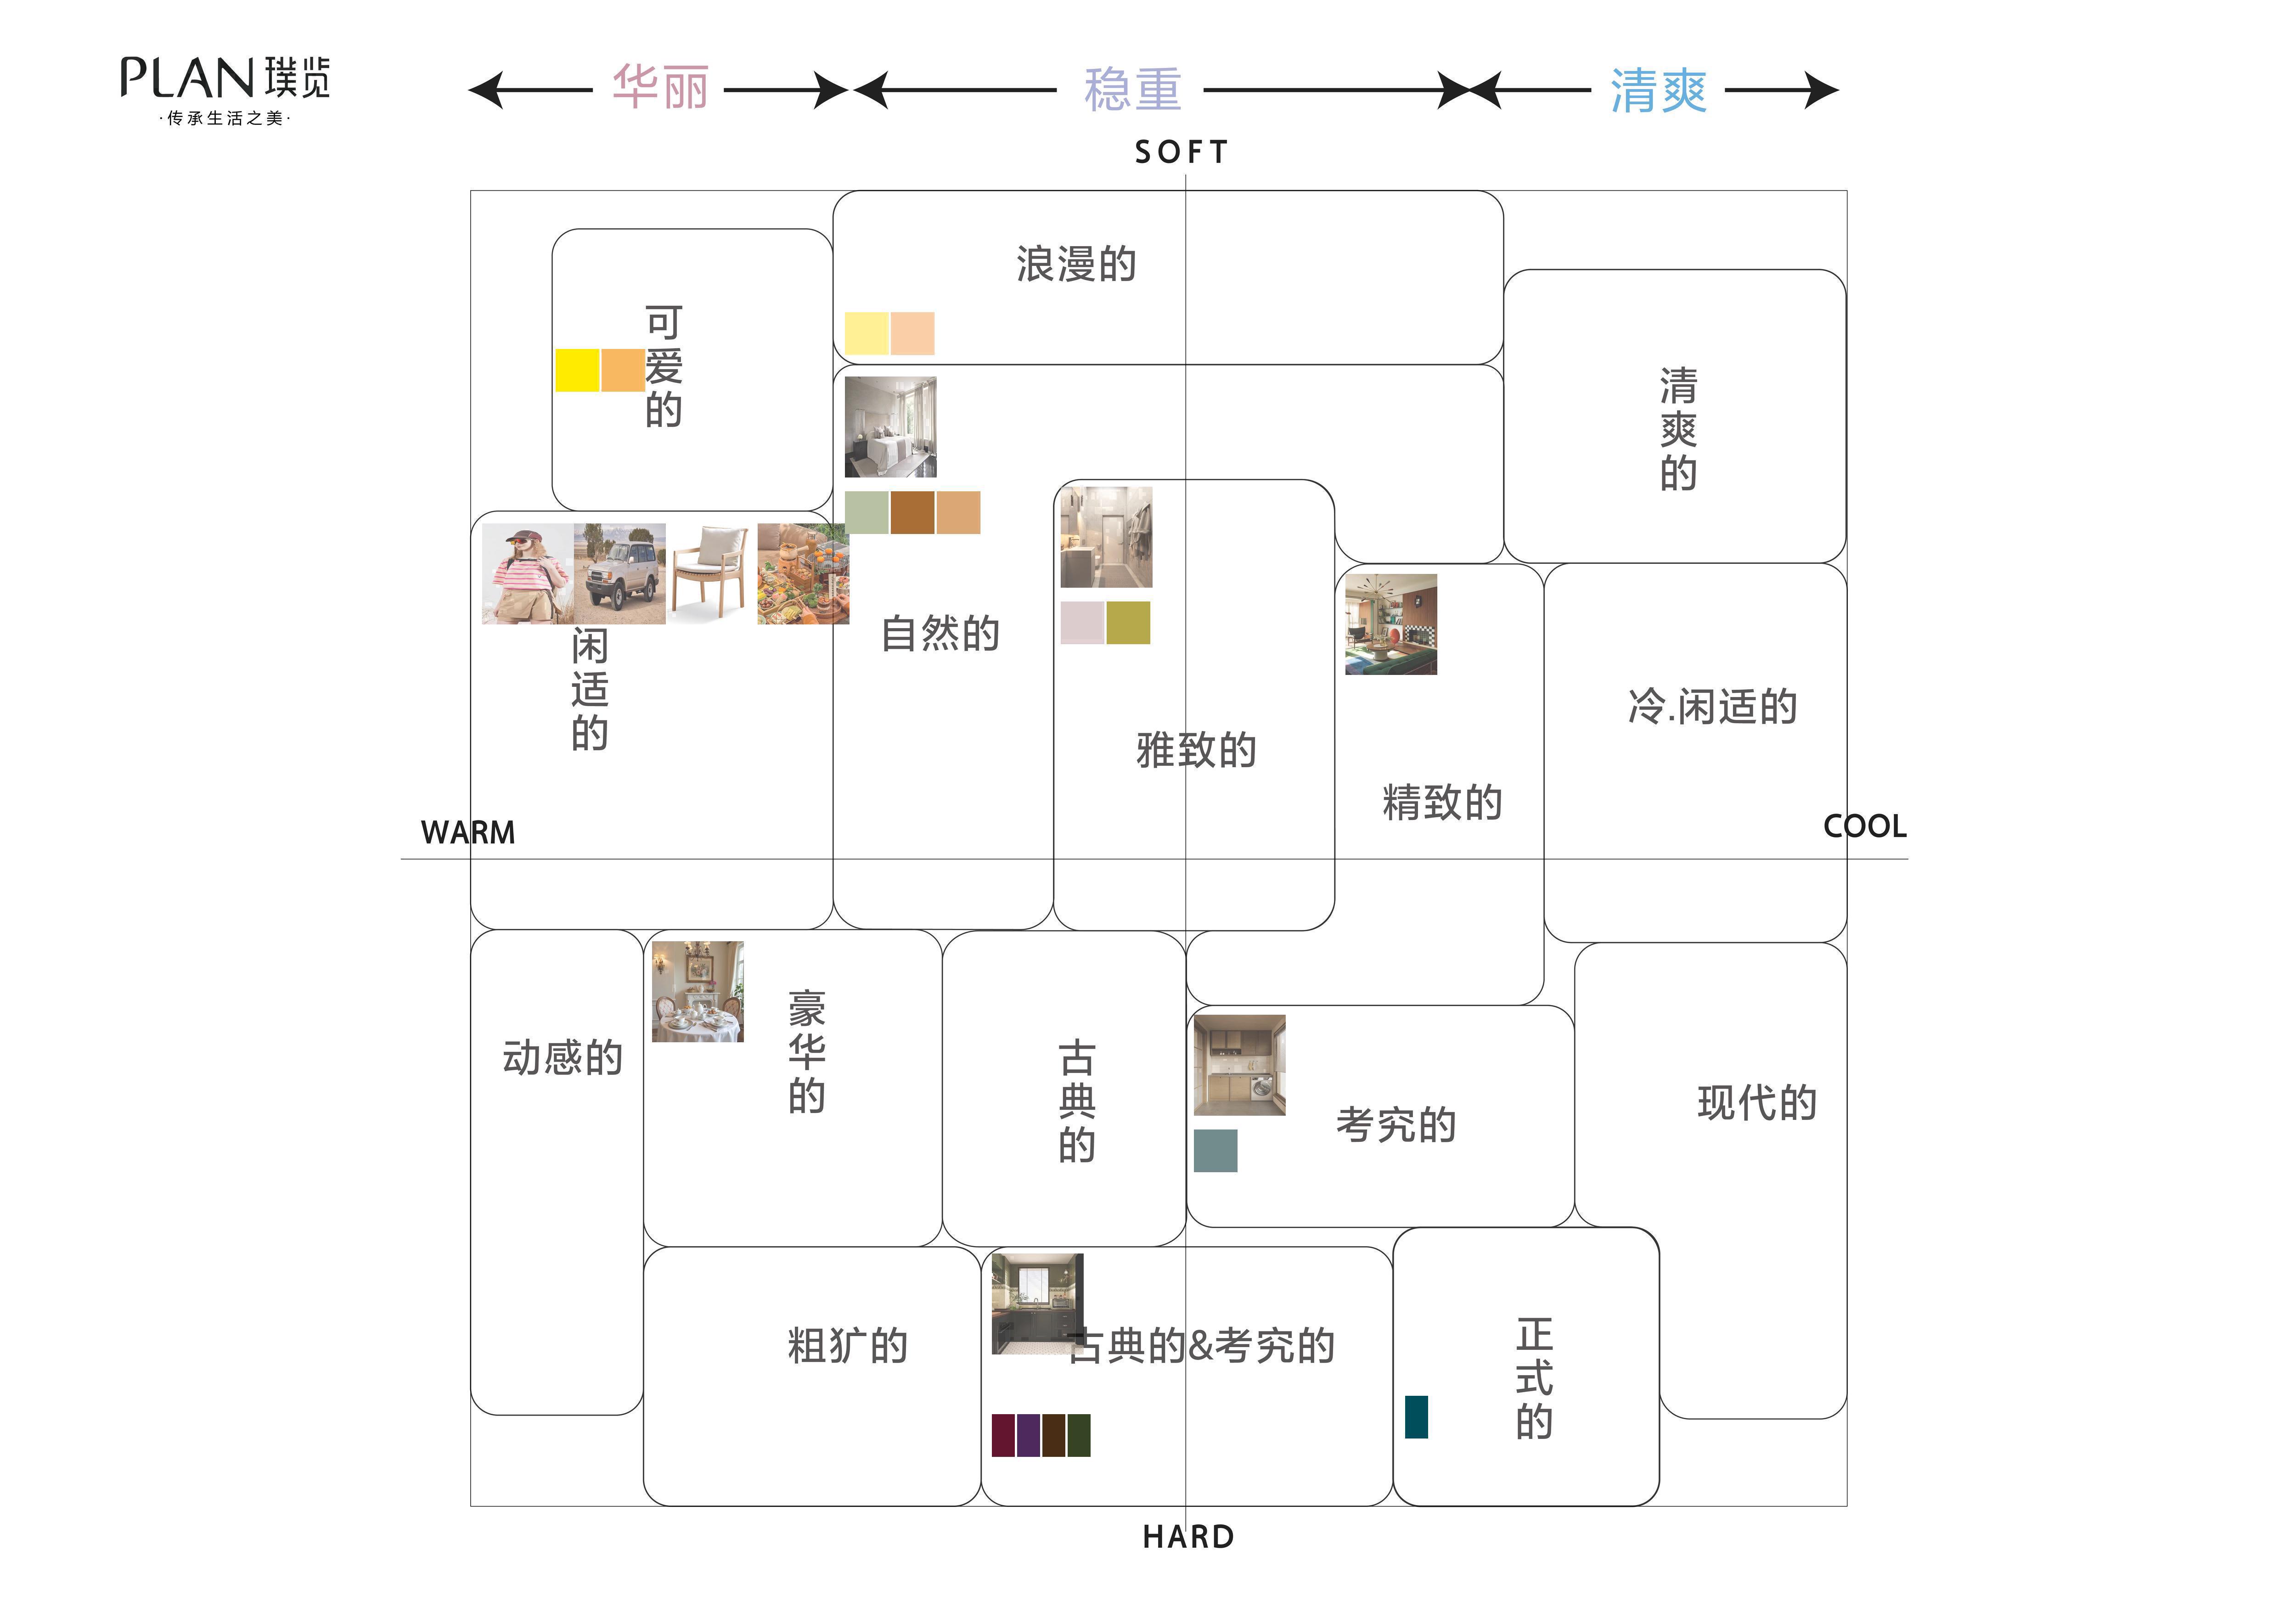 PLAN 璞览
·传承生活之美·
华丽
稳重
清爽
SOFT
浪漫的
可爱的
清爽的
闲适的
自然的
雅致的
冷.闲适的
精致的
WARM
COOL
动感的
豪华的
古典的
考究的
现代的
粗犷的
古典的&考究的
正式的
HARD